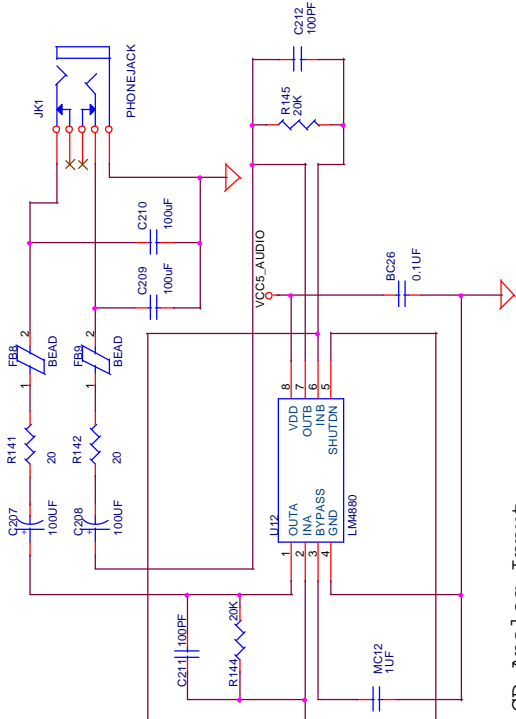 JK1
PHONEJACK
C212
100PF
R145
20K
C210
100uF
C209
100uF
VCC5_AUDIO
BC26
0.1UF
FB8
BEAD
1
2
FB9
BEAD
1
2
R141
20
R142
20
C207
+
100UF
C208
+
100UF
U12
LM4880
OUTA
INA
BYPASS
GND
1
2
3
4
VDD
OUTB
INB
SHUTDN
8
7
6
5
C211
100PF
R144
20K
MC12
1UF
CD Analog Input